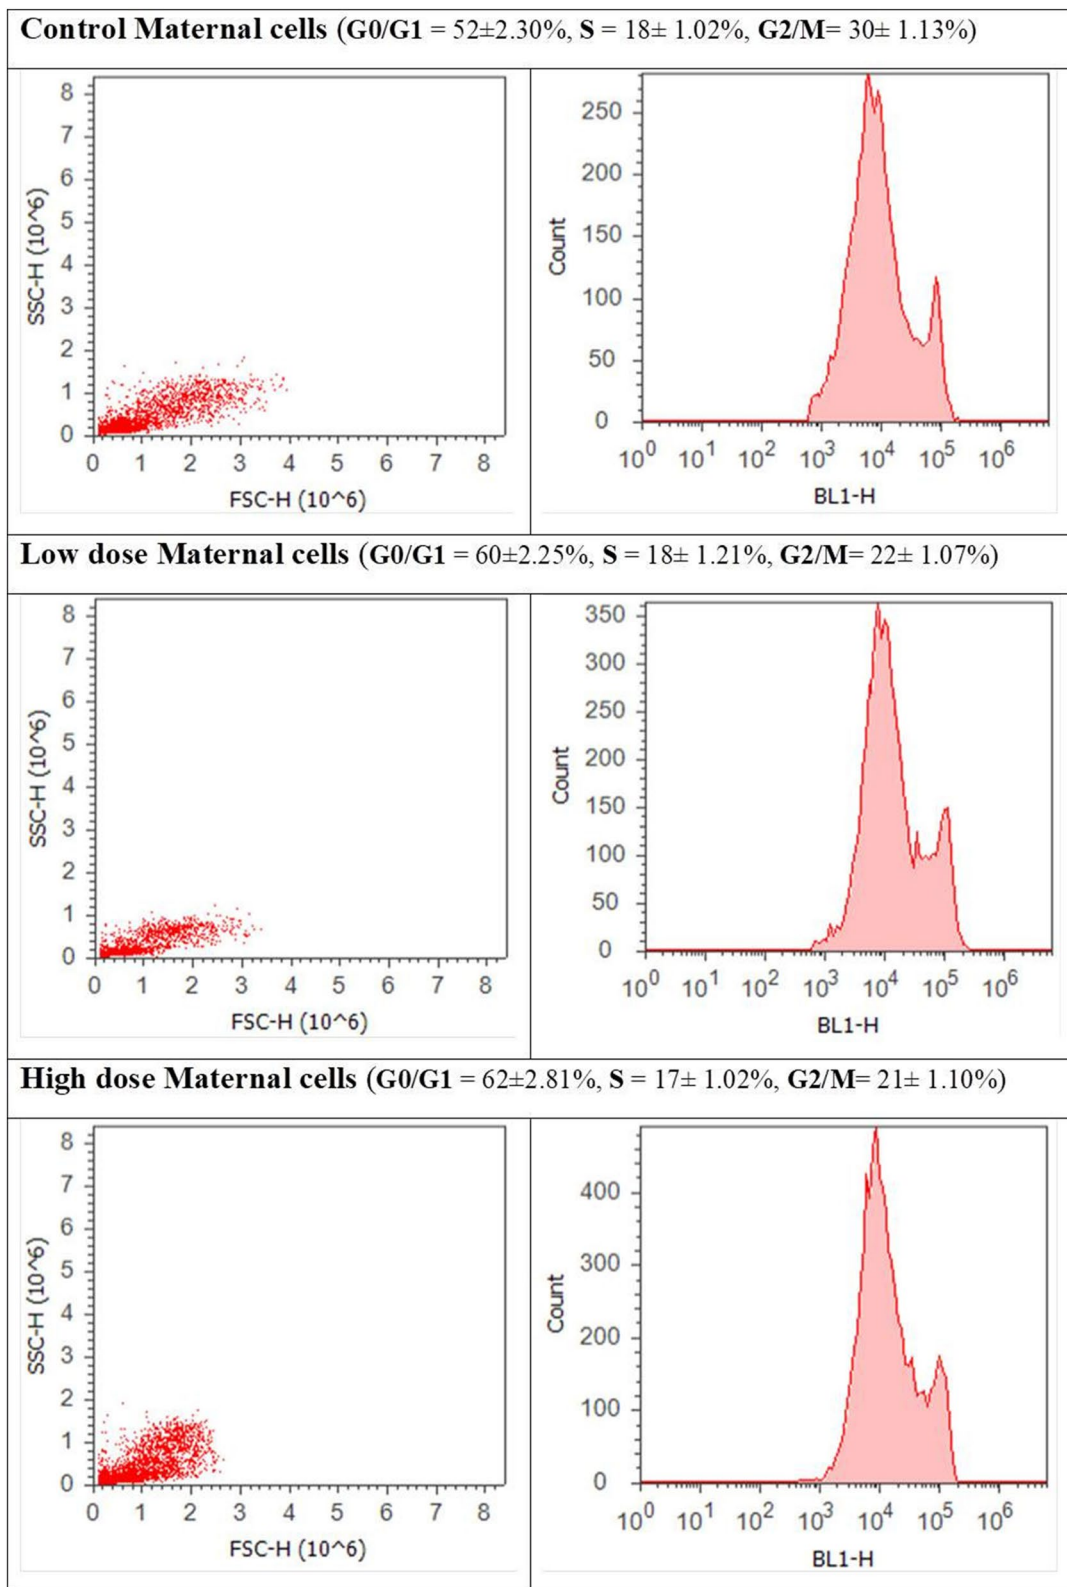 Control Maternal cells (G0/G1 = 52±2.30%, S = 18± 1.02%, G2/M= 30± 1.13%)
8
7
6
5
4
3
2
1
0
SSC-H (10^6)
0 1 2 3 4 5 6 7 8
FSC-H (10^6)
250
200
150
100
50
0
Count
10^0 10^1 10^2 10^3 10^4 10^5 10^6
BL1-H
Low dose Maternal cells (G0/G1 = 60±2.25%, S = 18± 1.21%, G2/M= 22± 1.07%)
8
7
6
5
4
3
2
1
0
SSC-H (10^6)
0 1 2 3 4 5 6 7 8
FSC-H (10^6)
350
300
250
200
150
100
50
0
Count
10^0 10^1 10^2 10^3 10^4 10^5 10^6
BL1-H
High dose Maternal cells (G0/G1 = 62±2.81%, S = 17± 1.02%, G2/M= 21± 1.10%)
8
7
6
5
4
3
2
1
0
SSC-H (10^6)
0 1 2 3 4 5 6 7 8
FSC-H (10^6)
400
300
200
100
0
Count
10^0 10^1 10^2 10^3 10^4 10^5 10^6
BL1-H